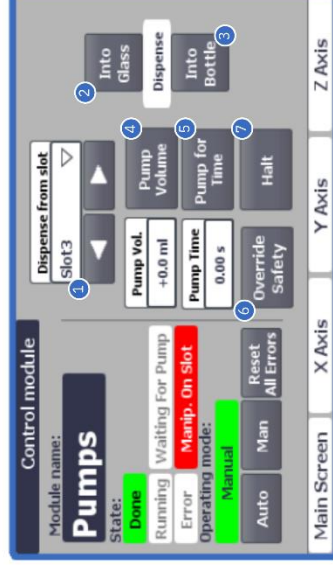 Control module
Module name:
Pumps
State:
Done
Running
Waiting For Pump
Error
Manip. On Slot
Operating mode:
Manual
Auto
Man
Reset
All Errors
Dispense from slot
1
Slot3
Pump Vol.
+0.0 ml
4
Pump
Volume
Pump Time
0.00 s
5
Pump for
Time
6
Override
Safety
7
Halt
2
Into
Glass
Dispense
3
Into
Bottle
Main Screen
X Axis
Y Axis
Z Axis